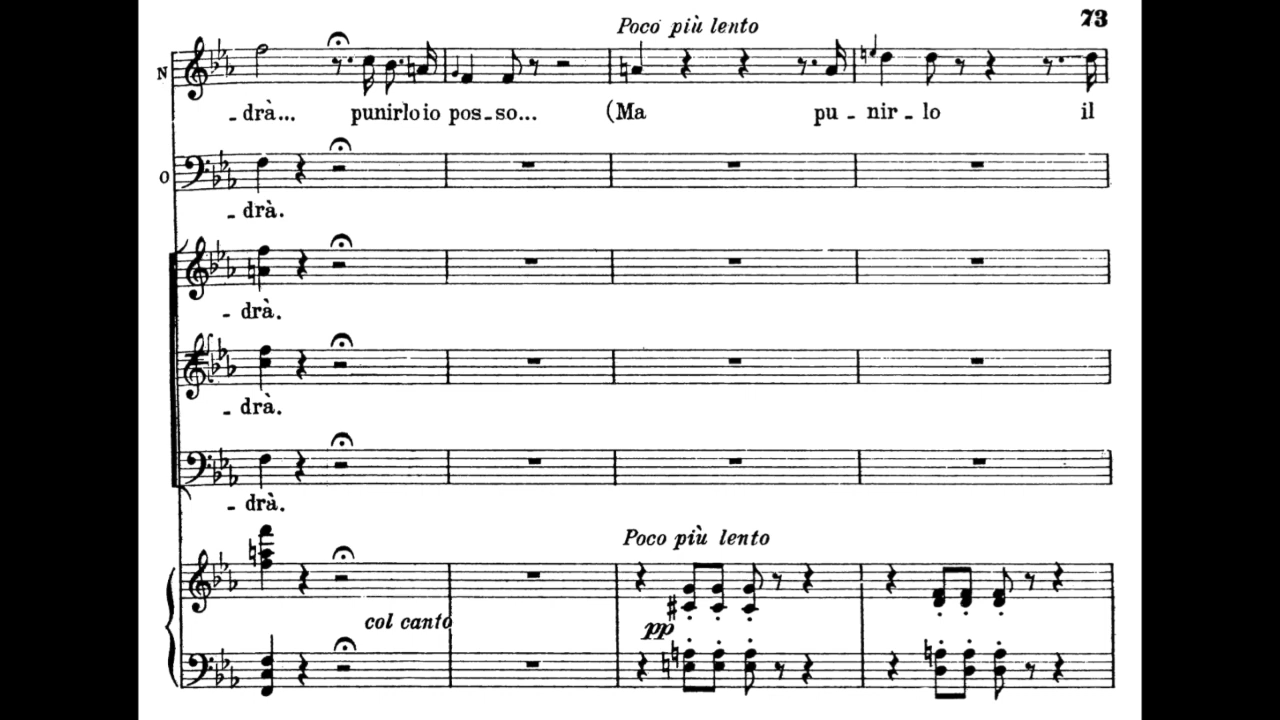 Poco più lento 73
N
-drà... punirlo io pos-so... (Ma pu-nir-lo il
O
-drà.
-drà.
-drà.
-drà.
Poco più lento
col canto
pp